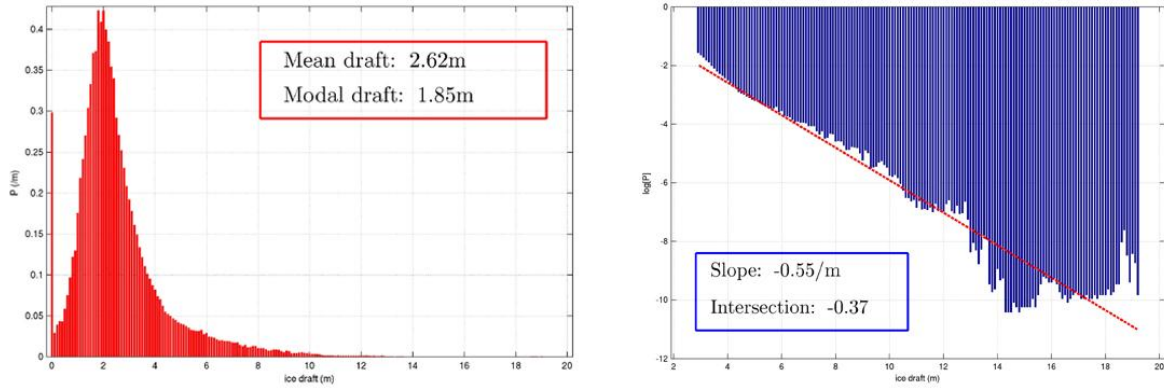 0.4
0.35
0.3
0.25
0.2
0.15
0.1
0.05
0
P (/m)
Mean draft: 2.62m
Modal draft: 1.85m
0 2 4 6 8 10 12 14 16 18 20
ice draft (m)
0
-2
-4
-6
-8
-10
-12
log[P]
Slope: -0.55/m
Intersection: -0.37
2 4 6 8 10 12 14 16 18 20
ice draft (m)